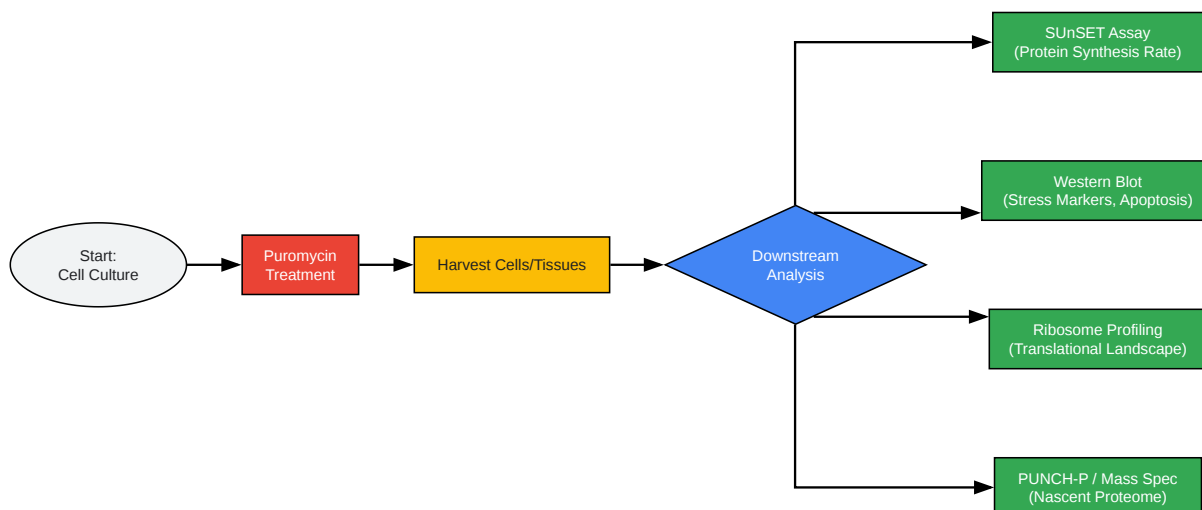 Start:
Cell Culture
Puromycin
Treatment
Harvest Cells/Tissues
Downstream
Analysis
SUnSET Assay
(Protein Synthesis Rate)
Western Blot
(Stress Markers, Apoptosis)
Ribosome Profiling
(Translational Landscape)
PUNCH-P / Mass Spec
(Nascent Proteome)